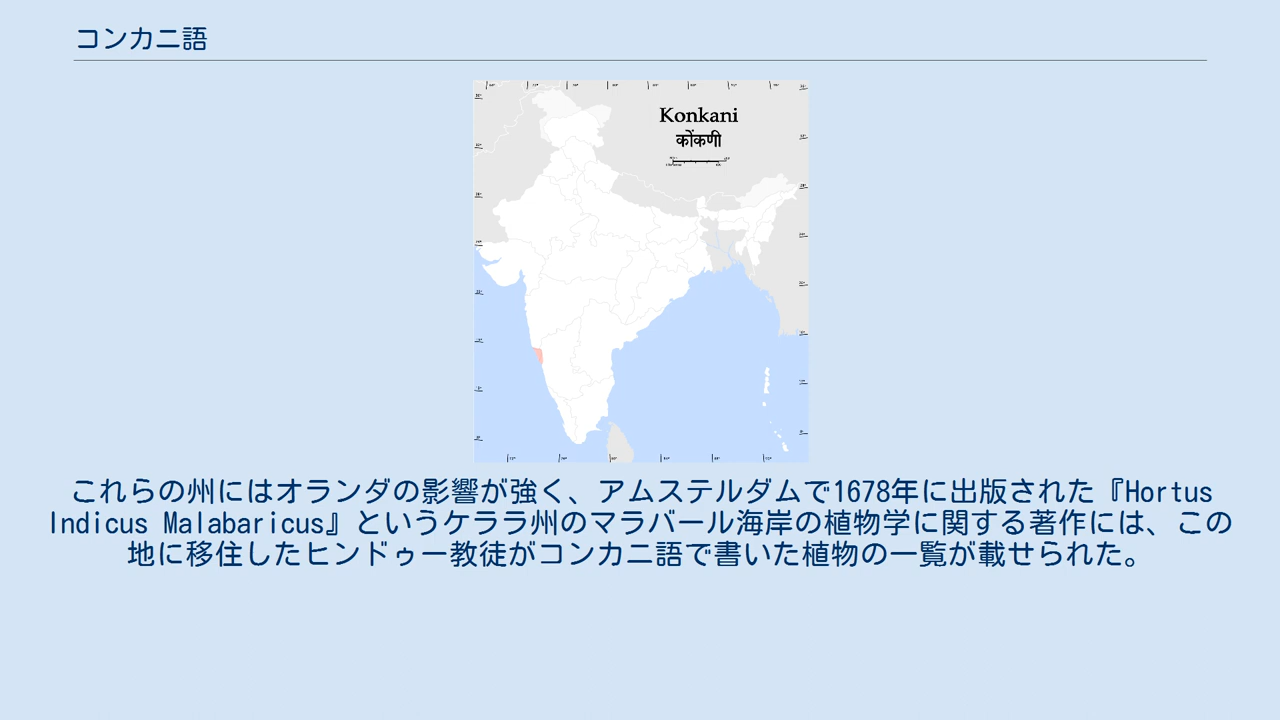 コンカニ語
Konkani
कोंकणी
これらの州にはオランダの影響が強く、アムステルダムで1678年に出版された『Hortus
Indicus Malabaricus』というケララ州のマラバール海岸の植物学に関する著作には、この
地に移住したヒンドゥー教徒がコンカニ語で書いた植物の一覧が載せられた。